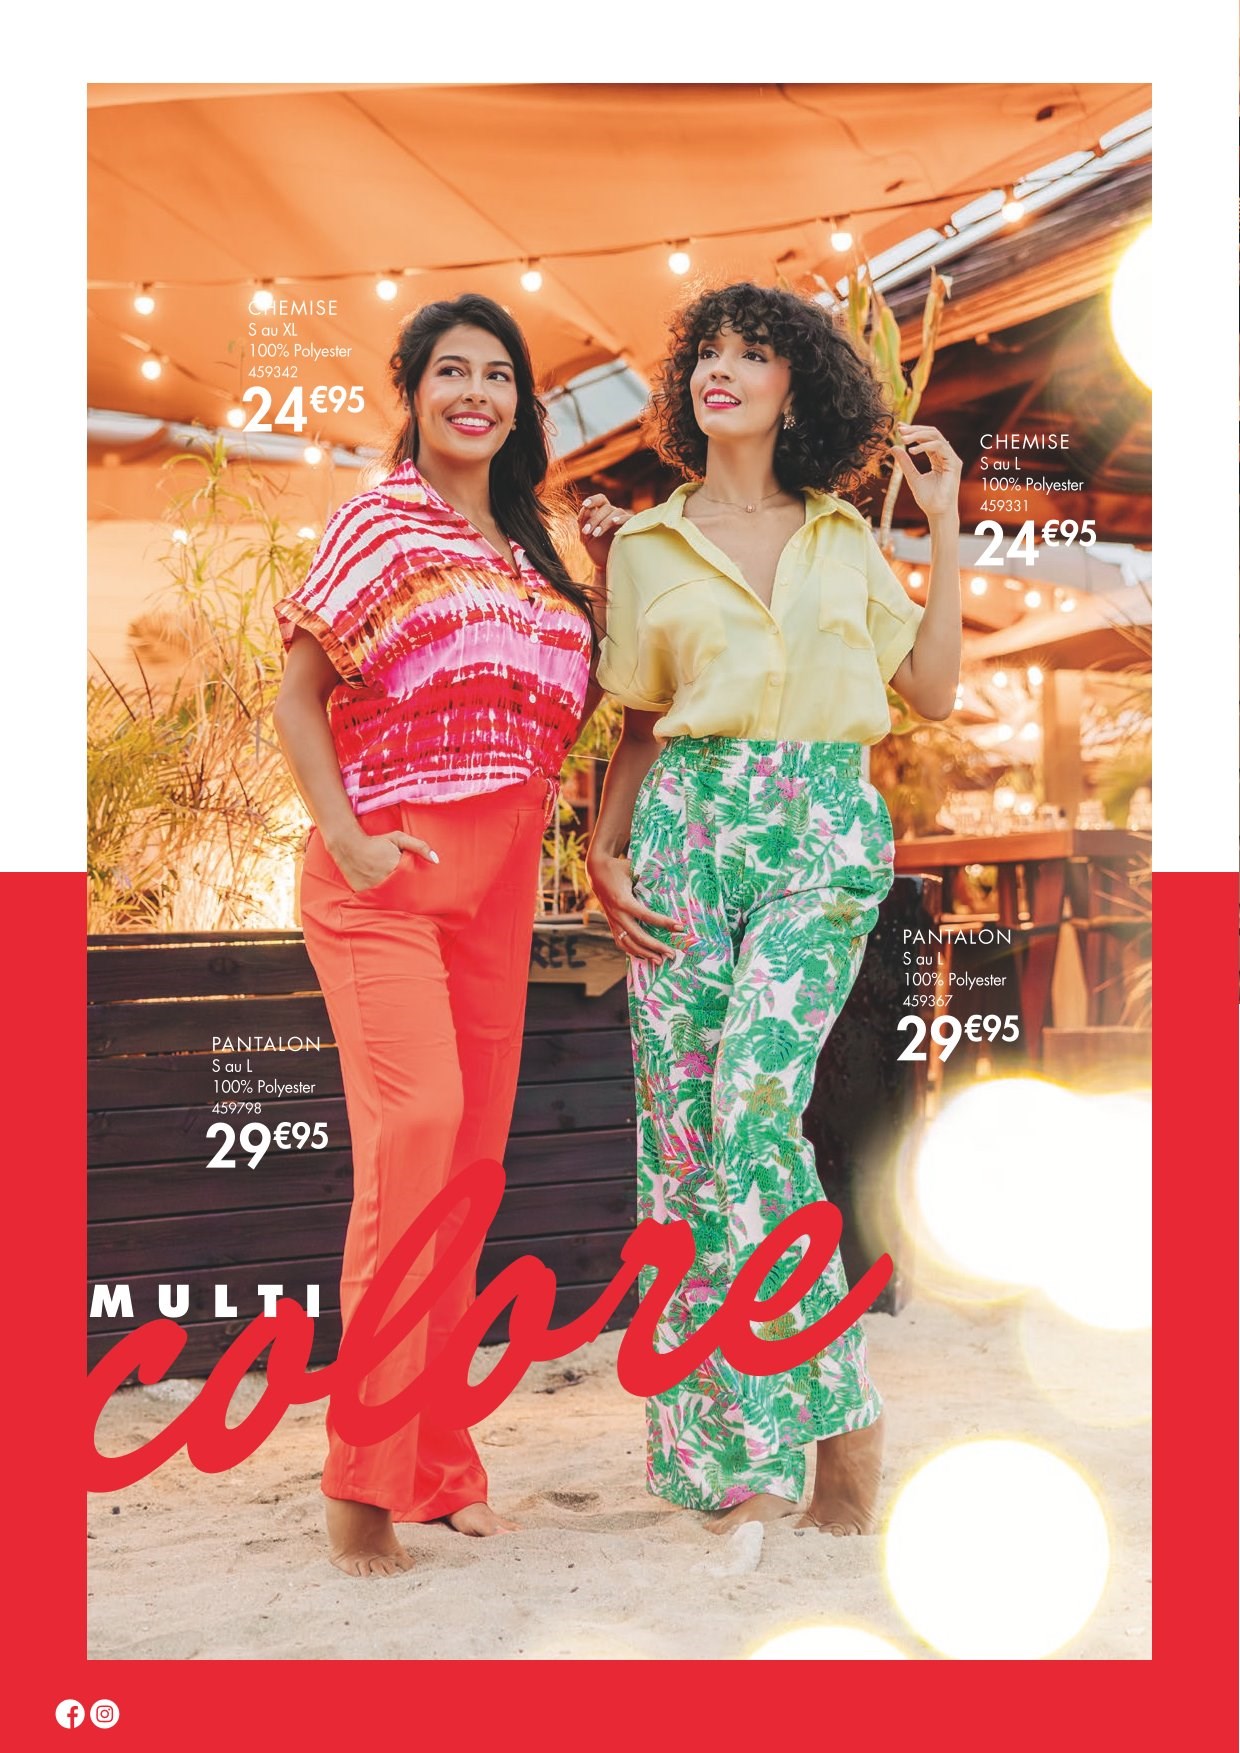 CHEMISE
S au XL
100% Polyester
459342
24€95
CHEMISE
S au L
100% Polyester
459331
24€95
PANTALON
S au L
100% Polyester
459367
29€95
PANTALON
S au L
100% Polyester
459798
29€95
REE
MULTI
colore